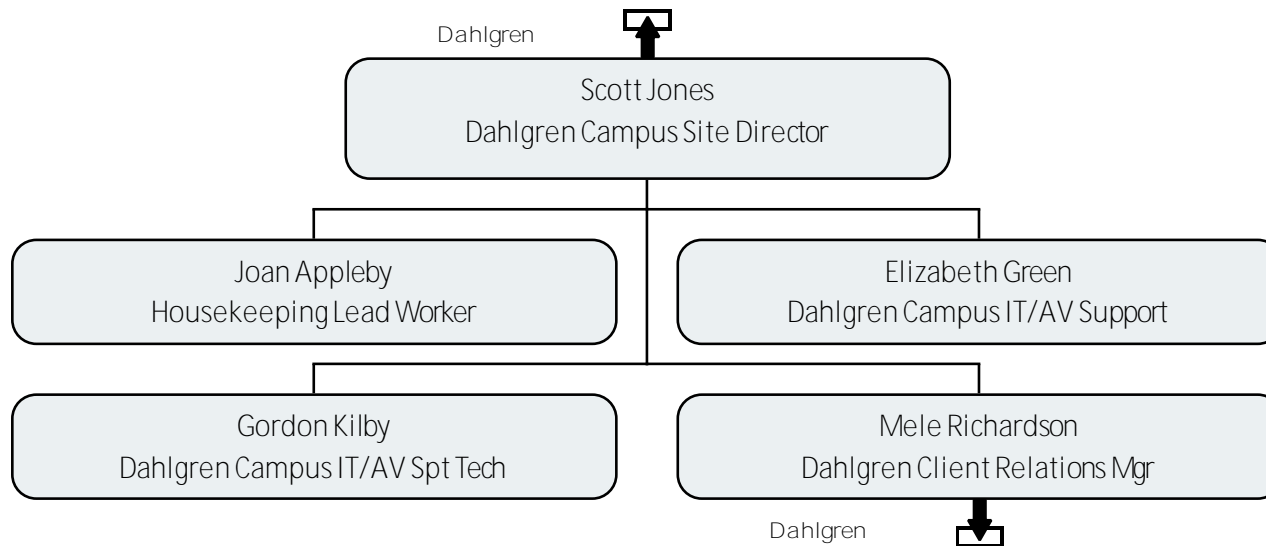 Dahlgren
Scott Jones
Dahlgren Campus Site Director
Joan Appleby
Housekeeping Lead Worker
Elizabeth Green
Dahlgren Campus IT/AV Support
Gordon Kilby
Dahlgren Campus IT/AV Spt Tech
Mele Richardson
Dahlgren Client Relations Mgr
Dahlgren